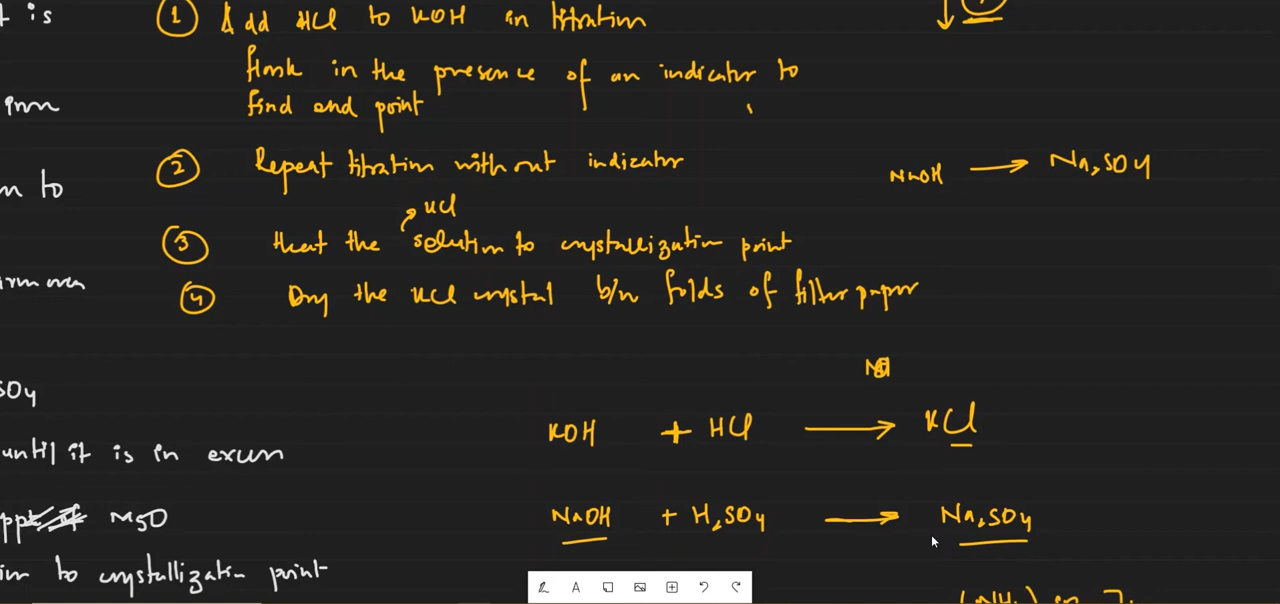 t is
① Add HCl to KOH in titration
flask in the presence of an indicator to
find end point
② Repeat titration without indicator
NaOH → Na₂SO₄
n to
KCl
③ Heat the solution to crystallization point
④ Dry the KCl crystal b/n folds of filter paper
SO₄
KOH + HCl → KCl
until it is in excess
NaOH + H₂SO₄ → Na₂SO₄
MgO
to crystallization point